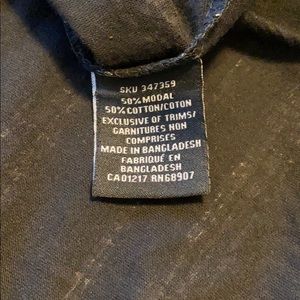 SKU 347359
50% MODAL
50% COTTON/COTON
EXCLUSIVE OF TRIMS/
GARNITURES NON
COMPRISES
MADE IN BANGLADESH
FABRIQUÉ EN
BANGLADESH
CA01217 RN68907